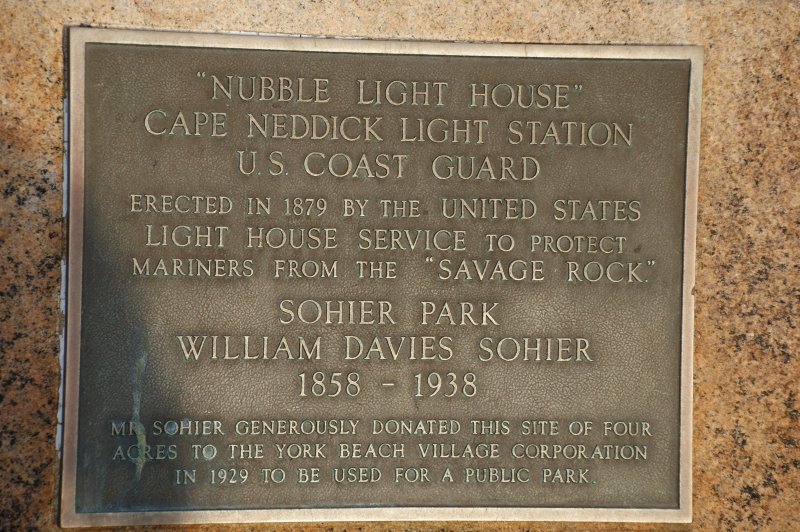 "NUBBLE LIGHT HOUSE"
CAPE NEDDICK LIGHT STATION
U.S. COAST GUARD
ERECTED IN 1879 BY THE UNITED STATES
LIGHT HOUSE SERVICE TO PROTECT
MARINERS FROM THE "SAVAGE ROCK."
SOHIER PARK
WILLIAM DAVIES SOHIER
1858 - 1938
MR. SOHIER GENEROUSLY DONATED THIS SITE OF FOUR
ACRES TO THE YORK BEACH VILLAGE CORPORATION
IN 1929 TO BE USED FOR A PUBLIC PARK.